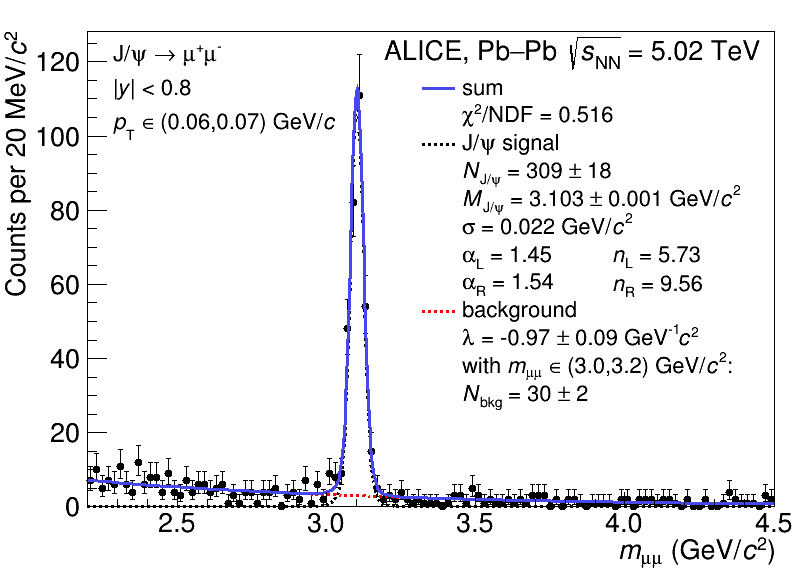 J/ψ → μ⁺μ⁻
|y| < 0.8
p_T ∈ (0.06,0.07) GeV/c
ALICE, Pb–Pb √s_NN = 5.02 TeV
sum
χ²/NDF = 0.516
J/ψ signal
N_J/ψ = 309 ± 18
M_J/ψ = 3.103 ± 0.001 GeV/c²
σ = 0.022 GeV/c²
α_L = 1.45 n_L = 5.73
α_R = 1.54 n_R = 9.56
background
λ = -0.97 ± 0.09 GeV⁻¹c²
with m_μμ ∈ (3.0,3.2) GeV/c²:
N_bkg = 30 ± 2
Counts per 20 MeV/c²
120
100
80
60
40
20
0
2.5 3.0 3.5 4.0 4.5
m_μμ (GeV/c²)